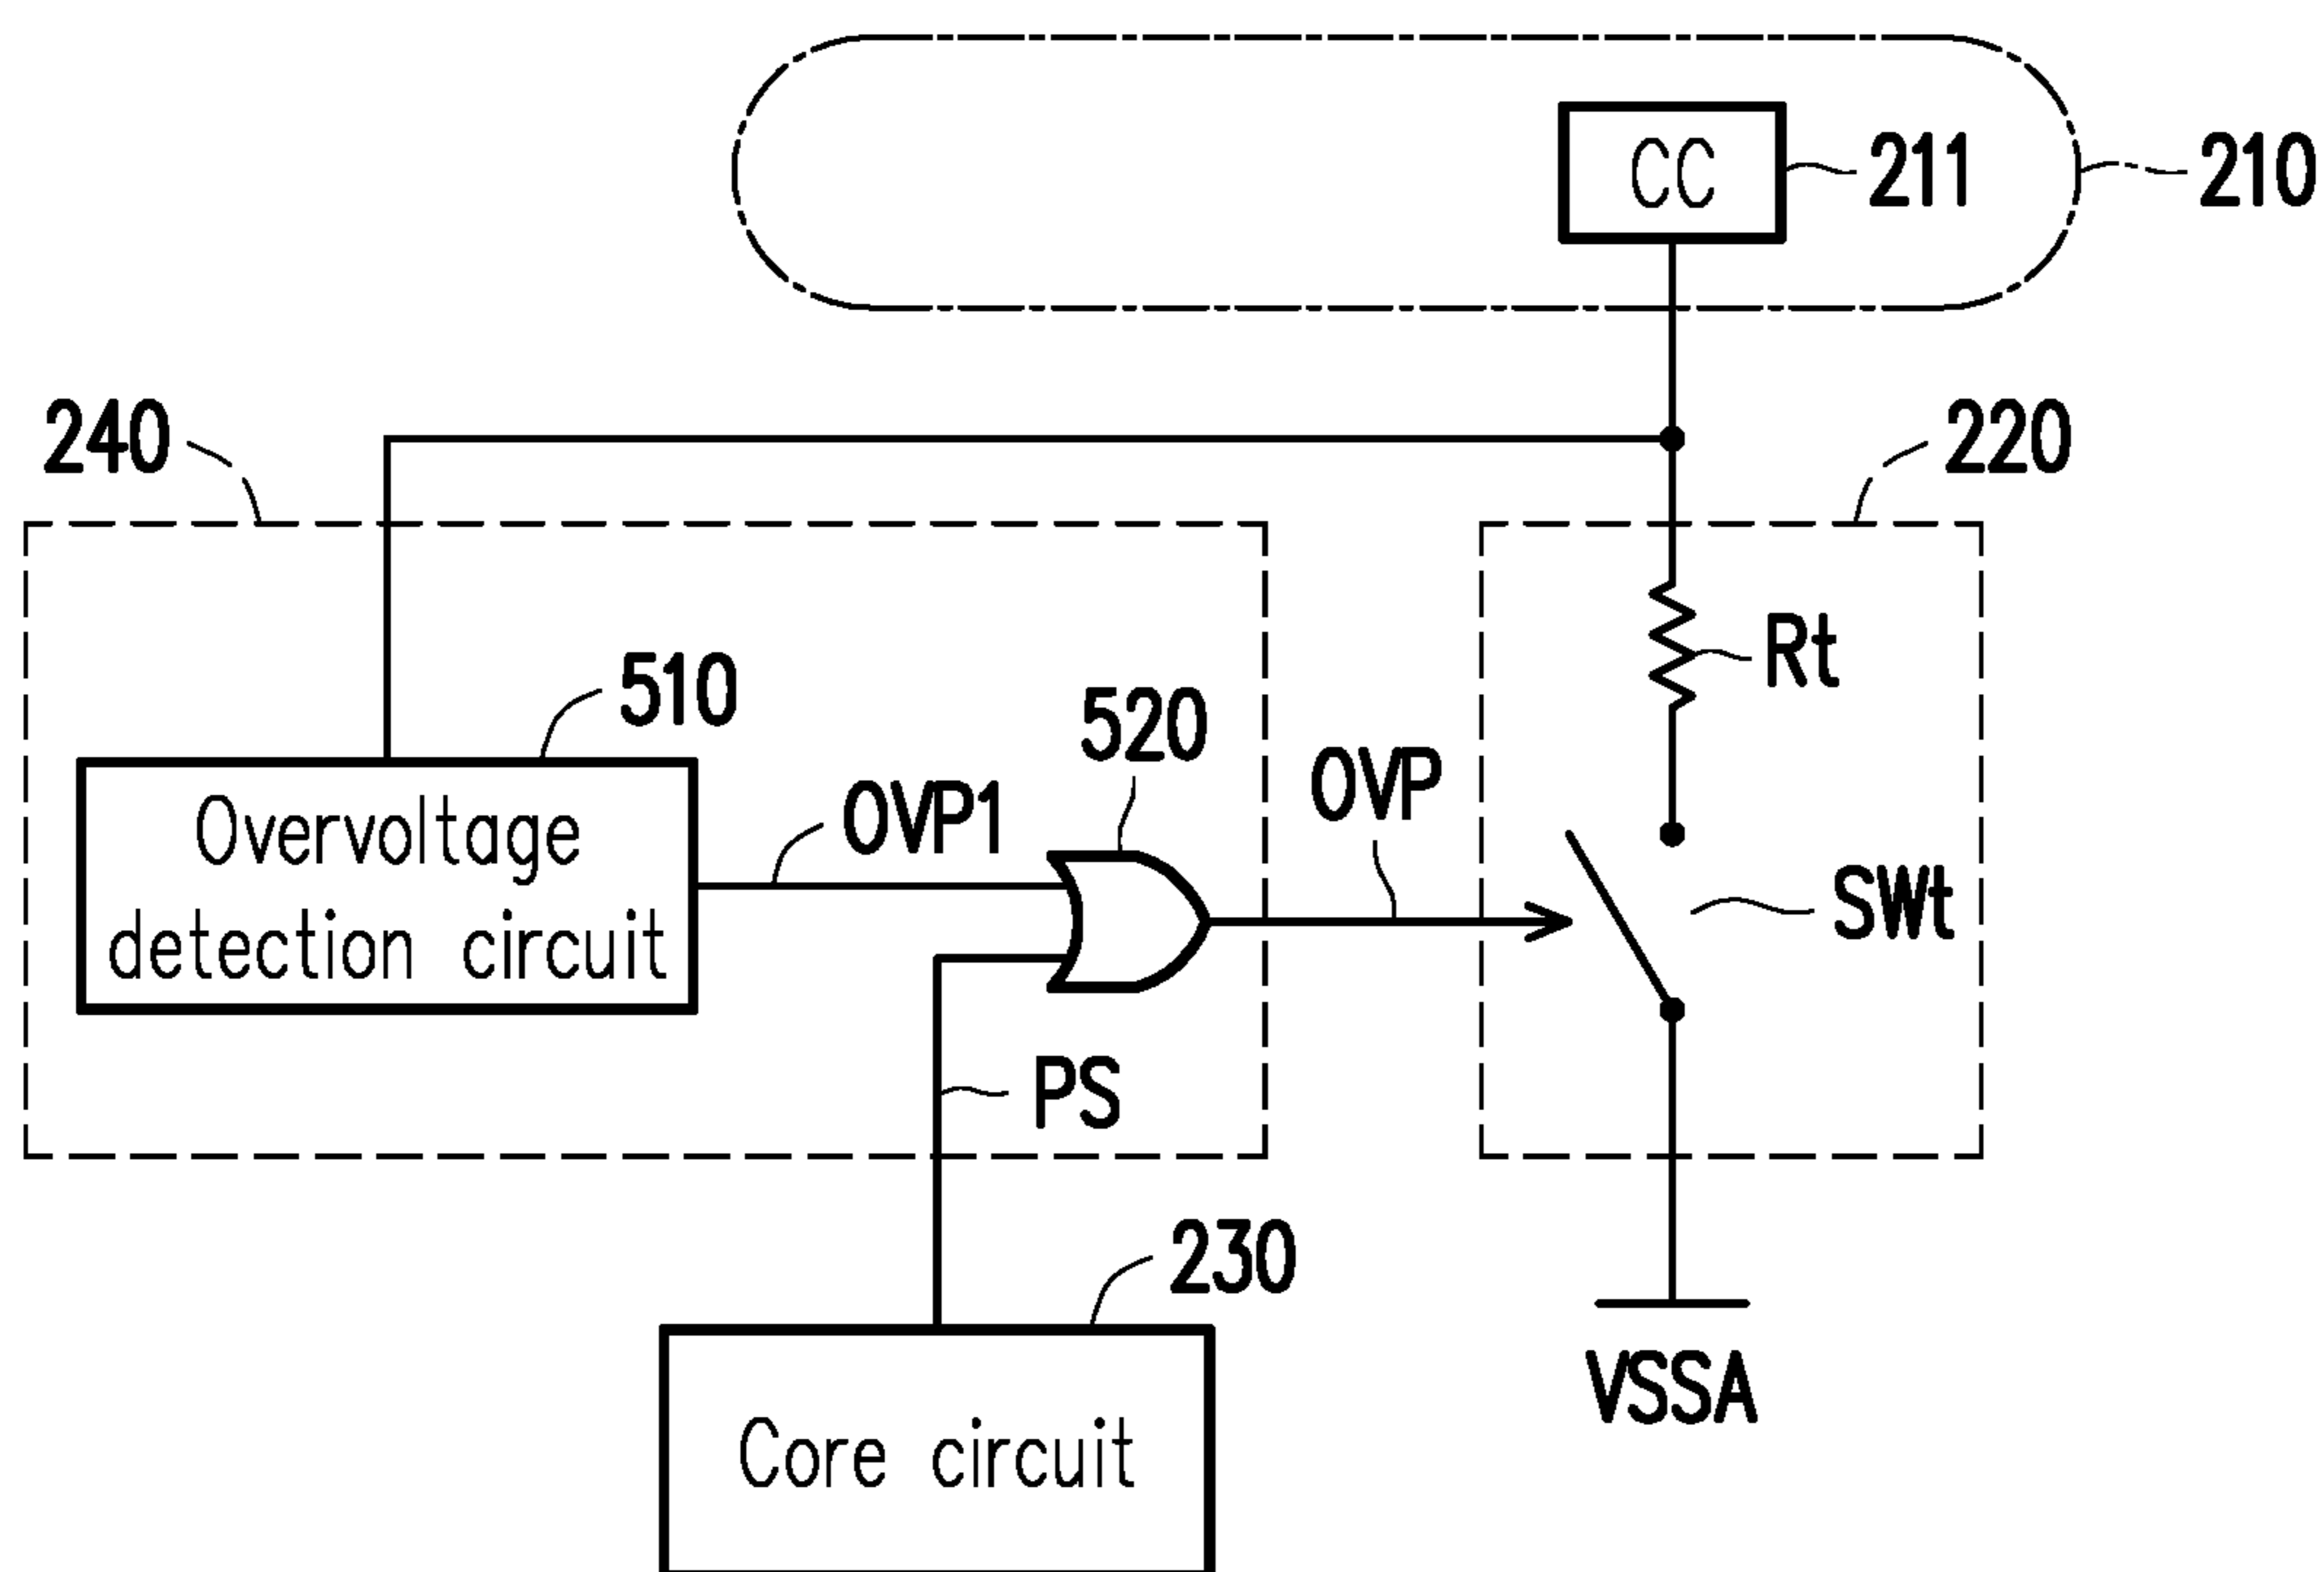 CC
211
210
240
220
510
520
Rt
OVP1
OVP
Overvoltage
detection circuit
SWt
PS
230
Core circuit
VSSA